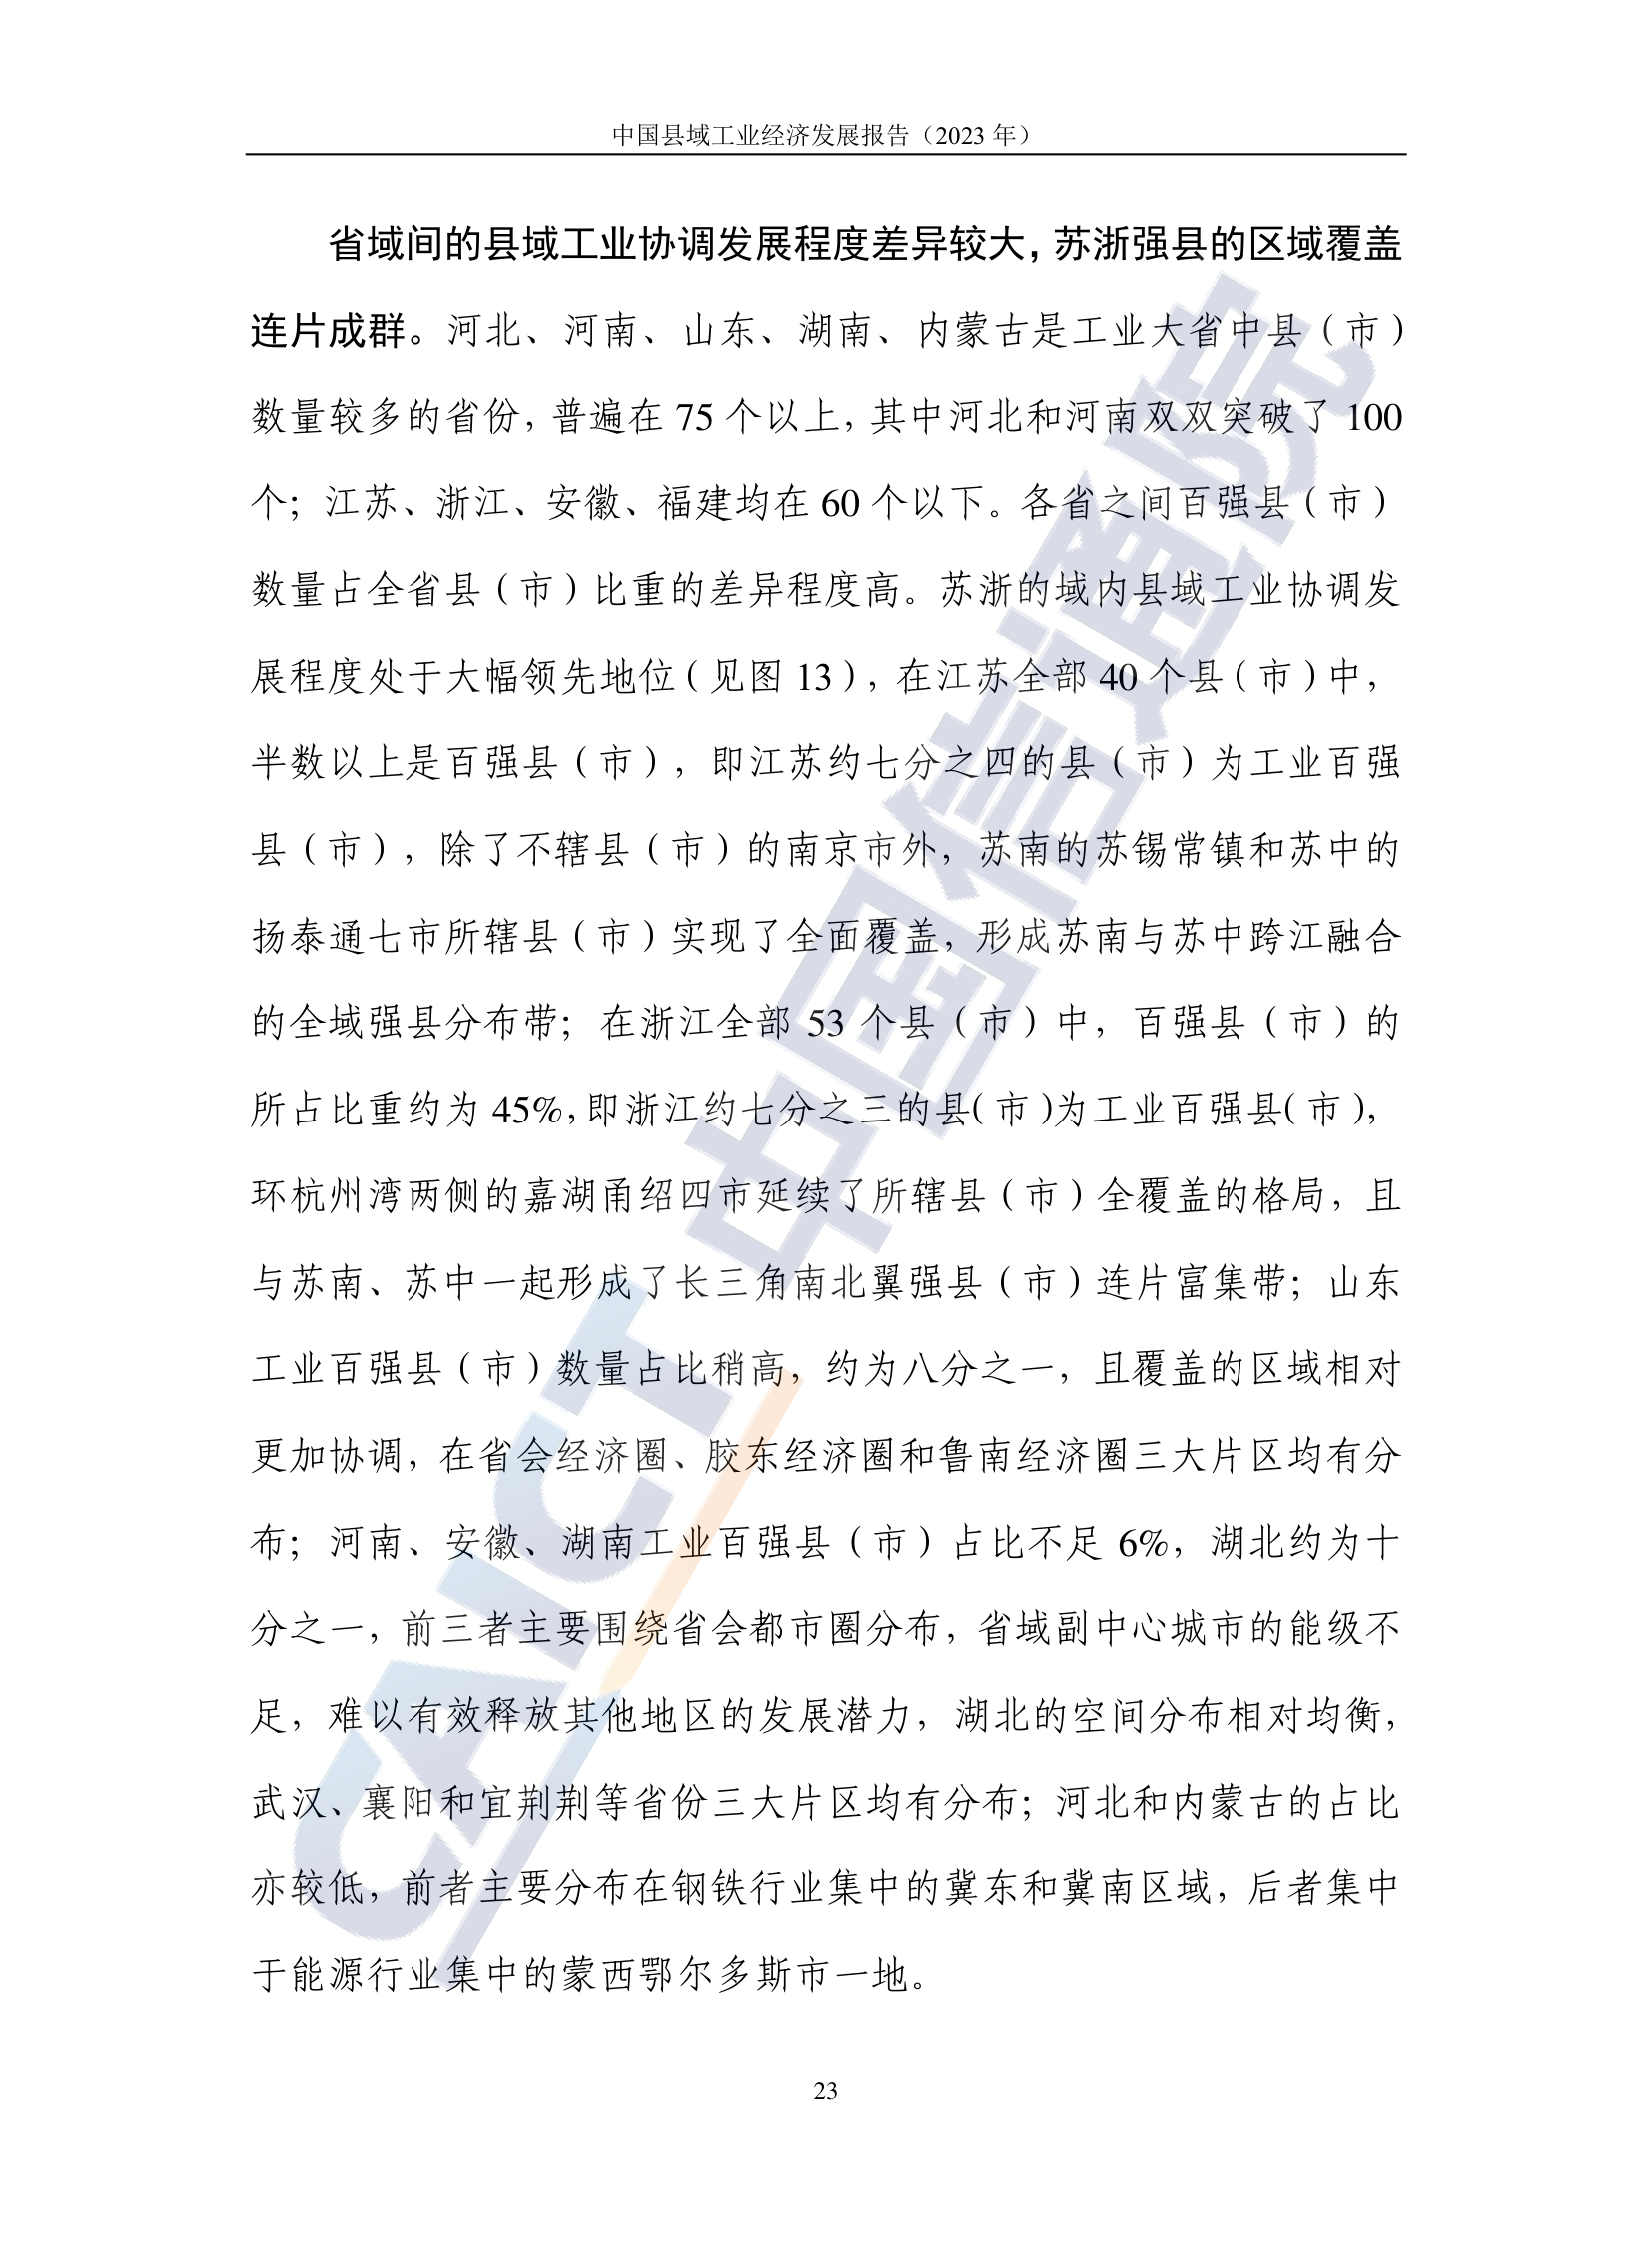 中国县域工业经济发展报告（2023 年）
省域间的县域工业协调发展程度差异较大，苏浙强县的区域覆盖
连片成群。河北、河南、山东、湖南、内蒙古是工业大省中县（市）
数量较多的省份，普遍在 75 个以上，其中河北和河南双双突破了 100
个；江苏、浙江、安徽、福建均在 60 个以下。各省之间百强县（市）
数量占全省县（市）比重的差异程度高。苏浙的域内县域工业协调发
展程度处于大幅领先地位（见图 13），在江苏全部 40 个县（市）中，
半数以上是百强县（市），即江苏约七分之四的县（市）为工业百强
县（市），除了不辖县（市）的南京市外，苏南的苏锡常镇和苏中的
扬泰通七市所辖县（市）实现了全面覆盖，形成苏南与苏中跨江融合
的全域强县分布带；在浙江全部 53 个县（市）中，百强县（市）的
所占比重约为 45%，即浙江约七分之三的县（市）为工业百强县（市），
环杭州湾两侧的嘉湖甬绍四市延续了所辖县（市）全覆盖的格局，且
与苏南、苏中一起形成了长三角南北翼强县（市）连片富集带；山东
工业百强县（市）数量占比稍高，约为八分之一，且覆盖的区域相对
更加协调，在省会经济圈、胶东经济圈和鲁南经济圈三大片区均有分
布；河南、安徽、湖南工业百强县（市）占比不足 6%，湖北约为十
分之一，前三者主要围绕省会都市圈分布，省域副中心城市的能级不
足，难以有效释放其他地区的发展潜力，湖北的空间分布相对均衡，
武汉、襄阳和宜荆荆等省份三大片区均有分布；河北和内蒙古的占比
亦较低，前者主要分布在钢铁行业集中的冀东和冀南区域，后者集中
于能源行业集中的蒙西鄂尔多斯市一地。
CAICT 中国信通院
23